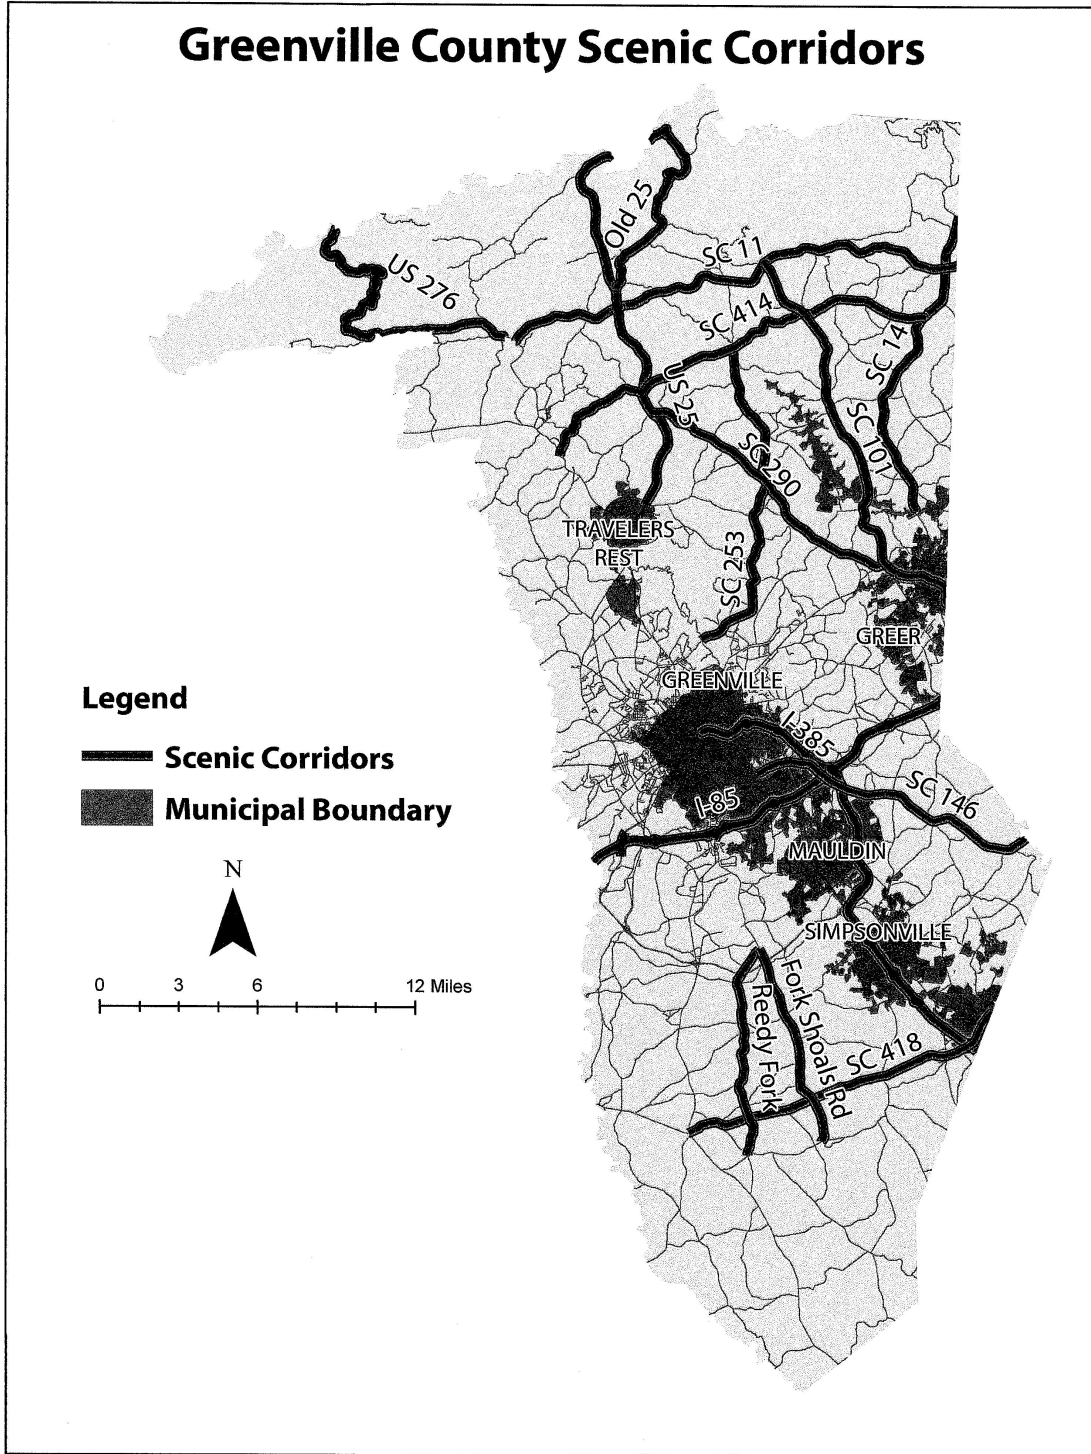 Greenville County Scenic Corridors
Old 25
SC 11
US 276
SC 414
SC 14
US 25
SC 101
SC 290
TRAVELERS
REST
SC 253
GREER
GREENVILLE
Legend
I-385
Scenic Corridors
SC 146
Municipal Boundary
I-85
MAULDIN
N
SIMPSONVILLE
0 3 6 12 Miles
Fork Shoals Rd
Reedy Fork
SC 418